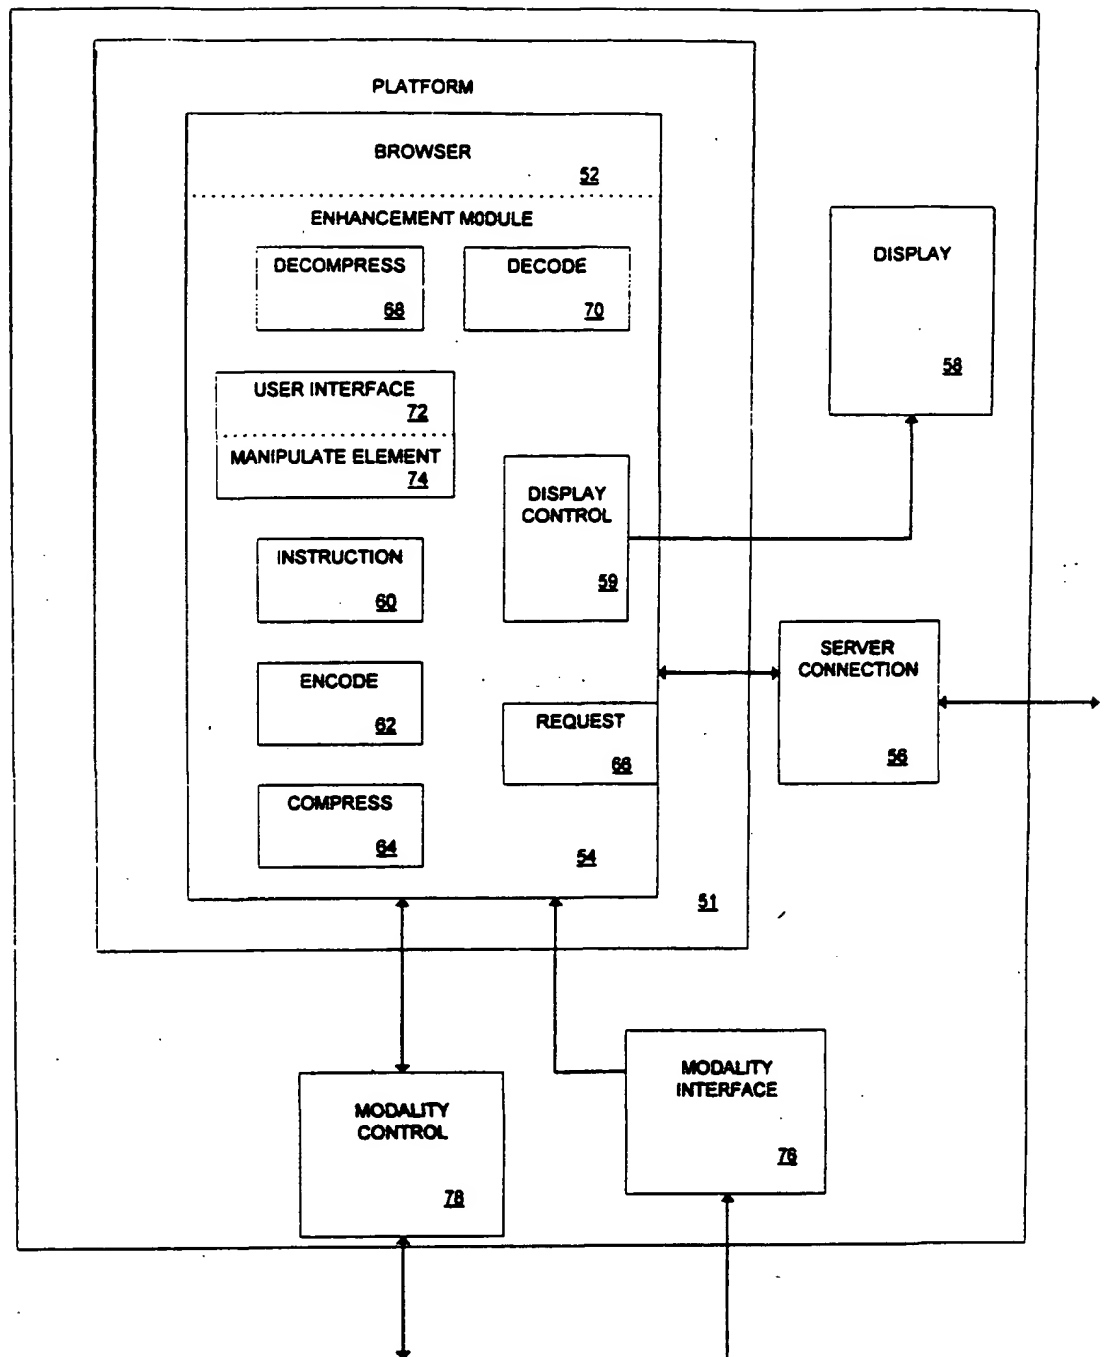 PLATFORM
BROWSER
52
ENHANCEMENT MODULE
DECOMPRESS
68
DECODE
70
DISPLAY
58
USER INTERFACE
72
MANIPULATE ELEMENT
74
DISPLAY
CONTROL
59
INSTRUCTION
60
SERVER
CONNECTION
56
ENCODE
62
REQUEST
66
COMPRESS
64
54
51
MODALITY
INTERFACE
76
MODALITY
CONTROL
78